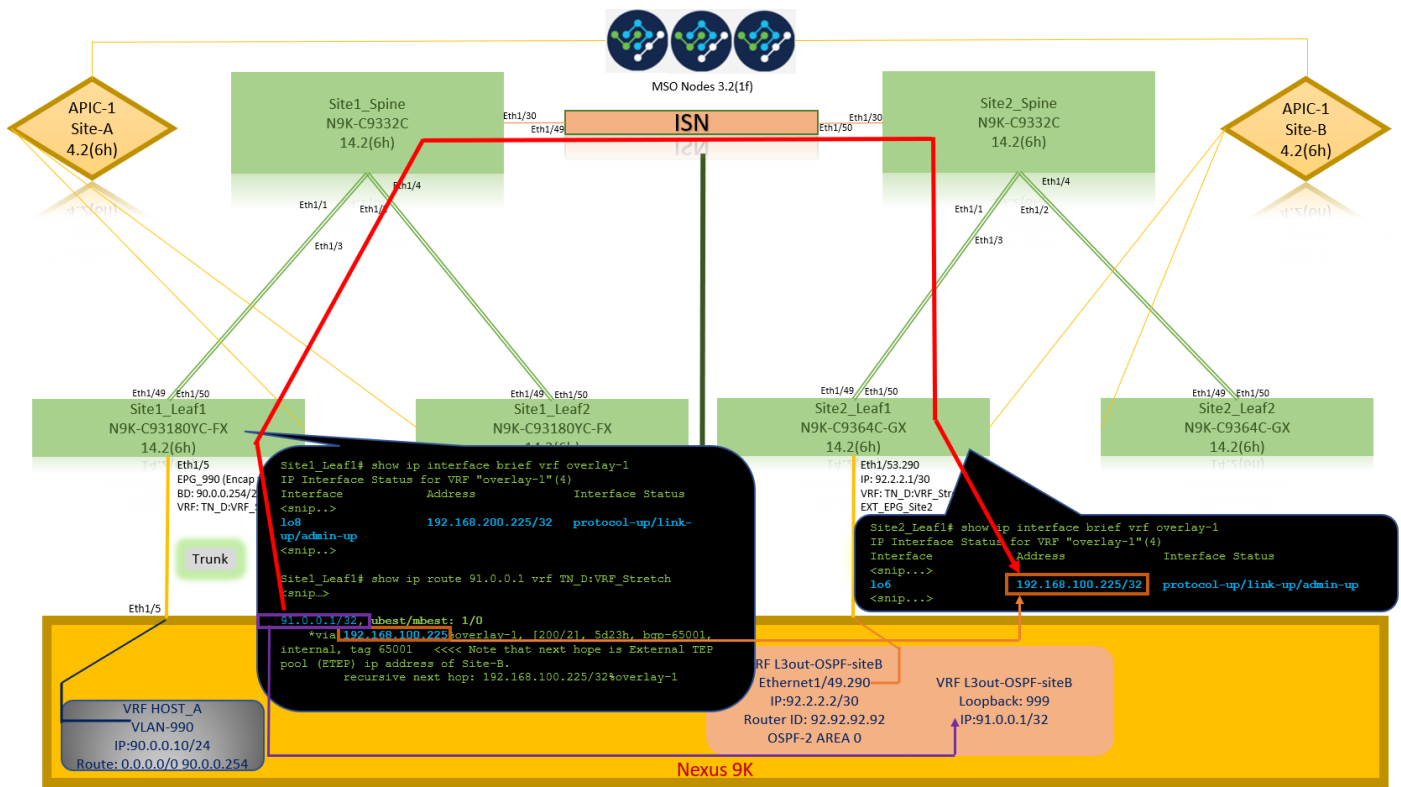 MSO Nodes 3.2(1f)
APIC-1
Site-A
4.2(6h)
Site1_Spine
N9K-C9332C
14.2(6h)
Eth1/30
Eth1/49
ISN
Eth1/30
Eth1/50
Site2_Spine
N9K-C9332C
14.2(6h)
APIC-1
Site-B
4.2(6h)
Eth1/4
Eth1/1
Eth1/3
Eth1/4
Eth1/1
Eth1/2
Eth1/3
Eth1/49
Eth1/50
Site1_Leaf1
N9K-C93180YC-FX
14.2(6h)
Eth1/49
Eth1/50
Site1_Leaf2
N9K-C93180YC-FX
14.2(6h)
Eth1/49
Eth1/50
Site2_Leaf1
N9K-C9364C-GX
14.2(6h)
Eth1/49
Eth1/50
Site2_Leaf2
N9K-C9364C-GX
14.2(6h)
Eth1/5
EPG_990 (Encap
BD: 90.0.0.254/2
VRF: TN_D:VRF_
Trunk
Eth1/5
Site1_Leaf1# show ip interface brief vrf overlay-1
IP Interface Status for VRF "overlay-1"(4)
Interface Address Interface Status
<snip..>
lo8 192.168.200.225/32 protocol-up/link-
up/admin-up
<snip..>
Site1_Leaf1# show ip route 91.0.0.1 vrf TN_D:VRF_Stretch
<snip…>
91.0.0.1/32, ubest/mbest: 1/0
*via 192.168.100.225%overlay-1, [200/2], 5d23h, bgp-65001,
internal, tag 65001 <<<< Note that next hope is External TEP
pool (ETEP) ip address of Site-B.
recursive next hop: 192.168.100.225/32%overlay-1
Eth1/53.290
IP: 92.2.2.1/30
VRF: TN_D:VRF_Str
EXT_EPG_Site2
Site2_Leaf1# show ip interface brief vrf overlay-1
IP Interface Status for VRF "overlay-1"(4)
Interface Address Interface Status
<snip...>
lo6 192.168.100.225/32 protocol-up/link-up/admin-up
<snip...>
VRF HOST_A
VLAN-990
IP:90.0.0.10/24
Route: 0.0.0.0/0 90.0.0.254
RF L3out-OSPF-siteB
Ethernet1/49.290
IP:92.2.2.2/30
Router ID: 92.92.92.92
OSPF-2 AREA 0
VRF L3out-OSPF-siteB
Loopback: 999
IP:91.0.0.1/32
Nexus 9K